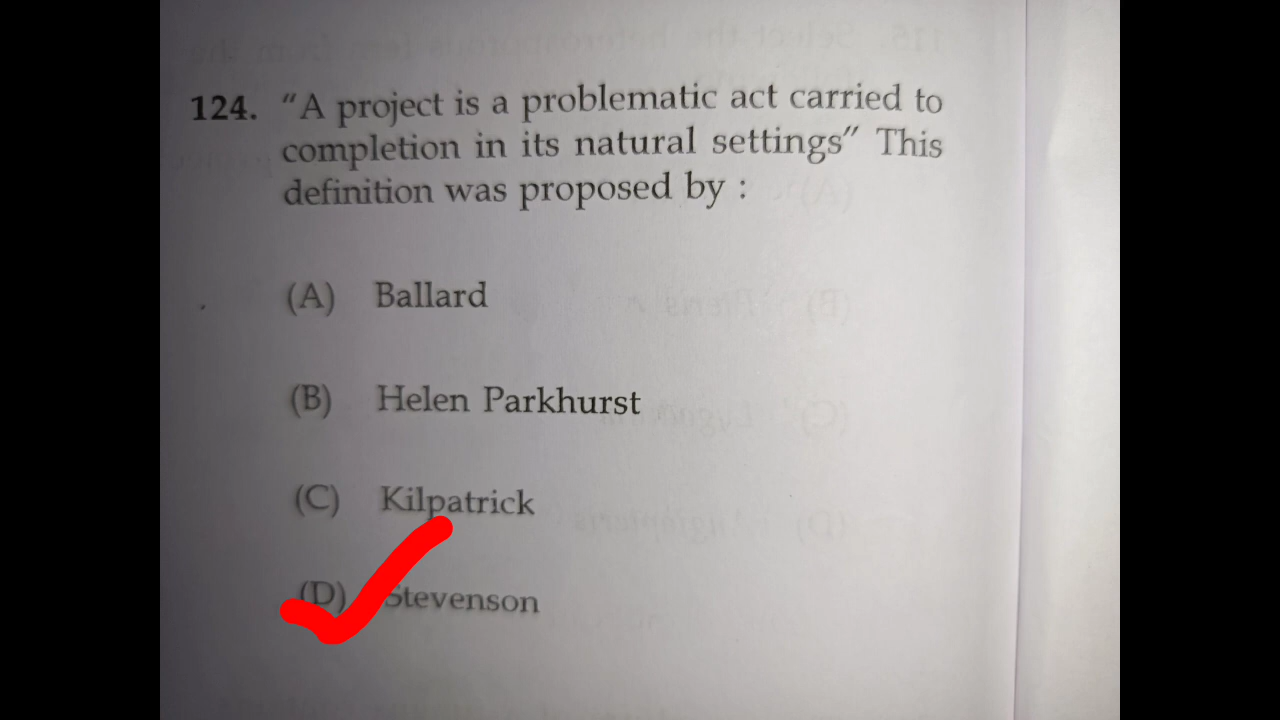 124. "A project is a problematic act carried to
completion in its natural settings" This
definition was proposed by :
(A) Ballard
(B) Helen Parkhurst
(C) Kilpatrick
(D) Stevenson